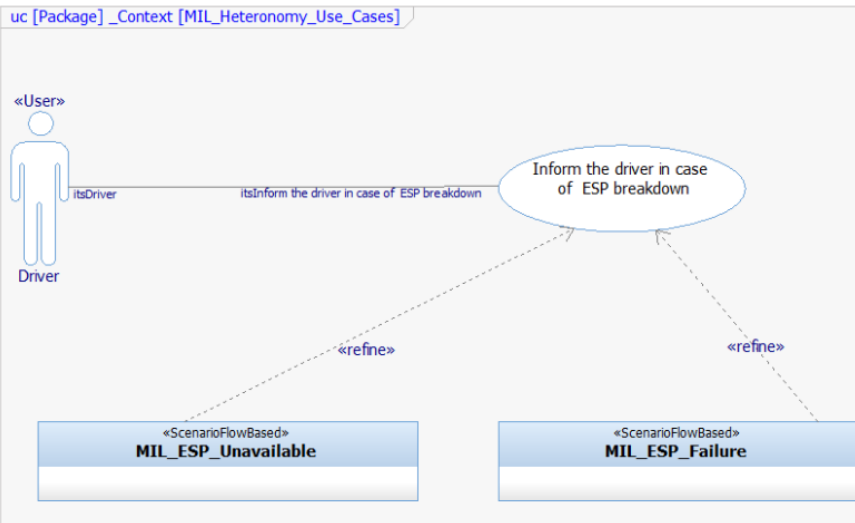 uc [Package] _Context [MIL_Heteronomy_Use_Cases]
«User»
Inform the driver in case
of ESP breakdown
itsDriver
itsInform the driver in case of ESP breakdown
Driver
«refine»
«refine»
«ScenarioFlowBased»
MIL_ESP_Unavailable
«ScenarioFlowBased»
MIL_ESP_Failure